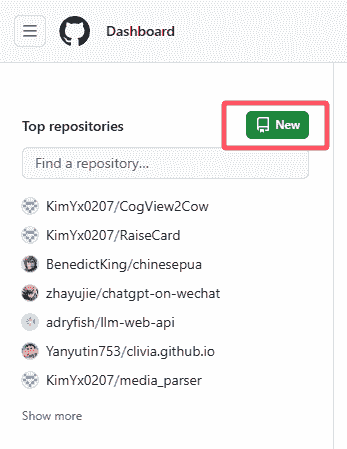 Dashboard
Top repositories
New
Find a repository...
KimYx0207/CogView2Cow
KimYx0207/RaiseCard
BenedictKing/chinesepua
zhayujie/chatgpt-on-wechat
adryfish/llm-web-api
Yanyutin753/clivia.github.io
KimYx0207/media_parser
Show more